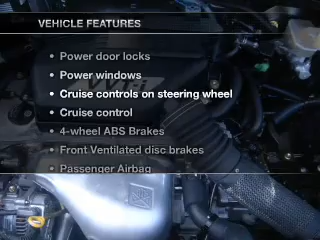 VEHICLE FEATURES
• Power door locks
• Power windows
• Cruise controls on steering wheel
• Cruise control
• 4-wheel ABS Brakes
• Front Ventilated disc brakes
• Passenger Airbag
VVT-i